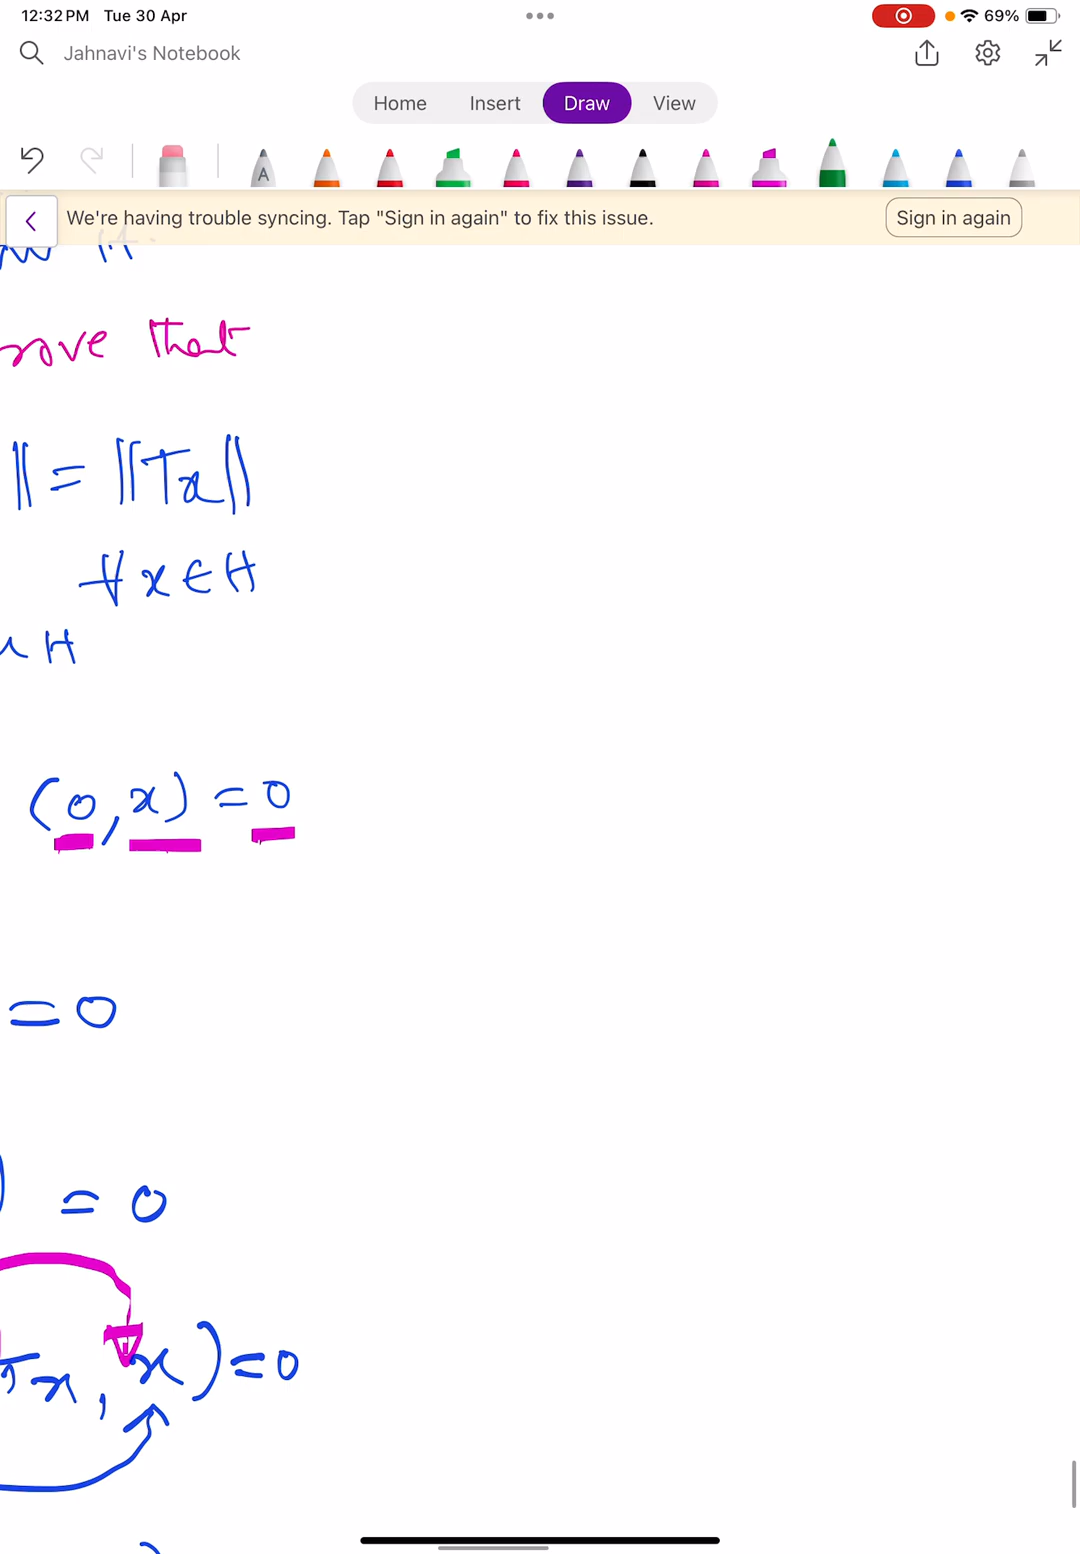 12:32 PM Tue 30 Apr 69%
Jahnavi's Notebook
Home Insert Draw View
A
We're having trouble syncing. Tap "Sign in again" to fix this issue. Sign in again
it.
rove that
|| = ||Tx||
∀ x ∈ H
H
(0, x) = 0
= 0
) = 0
Tx, x) = 0